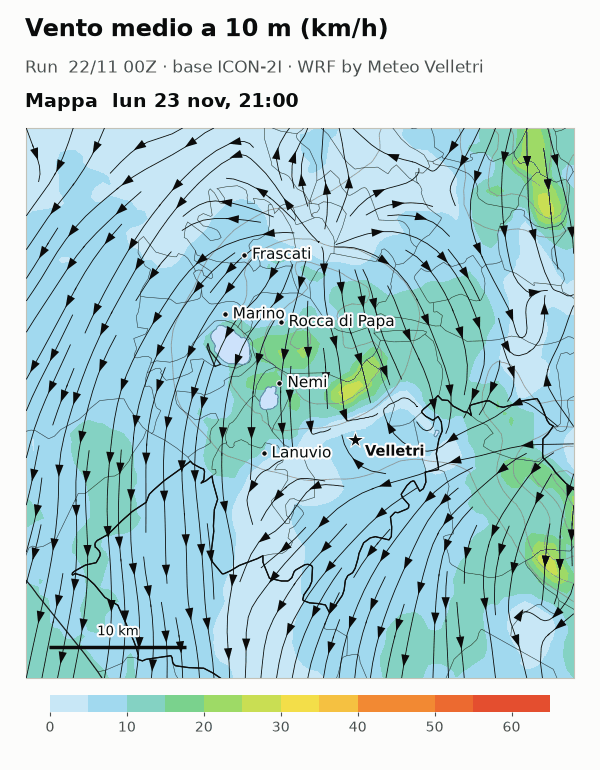 Vento medio a 10 m (km/h)
Run 22/11 00Z · base ICON-2I · WRF by Meteo Velletri
Mappa lun 23 nov, 21:00
Frascati
Marino
Rocca di Papa
Nemi
Velletri
Lanuvio
10 km
0 10 20 30 40 50 60